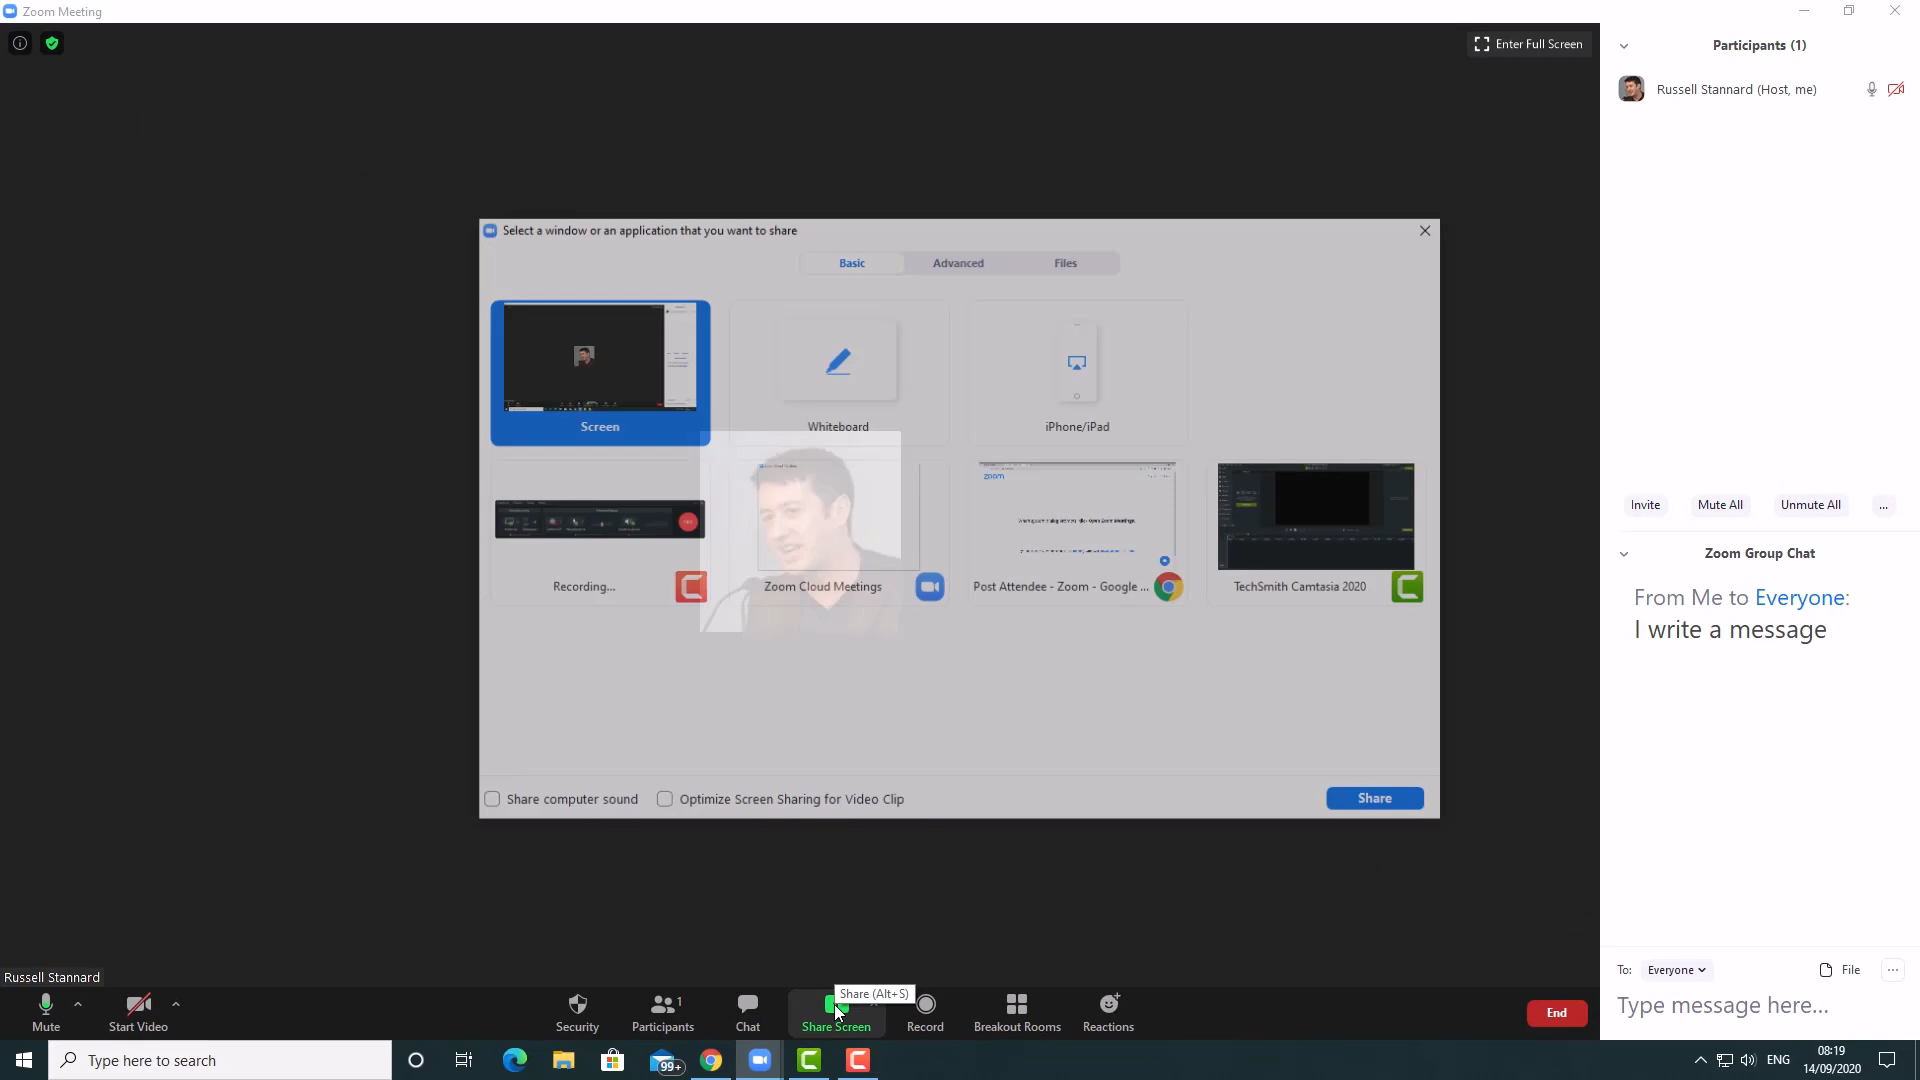 Zoom Meeting
Enter Full Screen
Participants (1)
Russell Stannard (Host, me)
Select a window or an application that you want to share
Basic
Advanced
Files
Screen
Whiteboard
iPhone/iPad
zoom
Recording...
Zoom Cloud Meetings
Post Attendee - Zoom - Google ...
TechSmith Camtasia 2020
Invite
Mute All
Unmute All
...
Zoom Group Chat
From Me to Everyone:
I write a message
Share computer sound
Optimize Screen Sharing for Video Clip
Share
To:
Everyone
File
Type message here...
Russell Stannard
Share (Alt+S)
Mute
Start Video
Security
1
Participants
Chat
Share Screen
Record
Breakout Rooms
Reactions
End
Type here to search
99+
ENG
08:19
14/09/2020